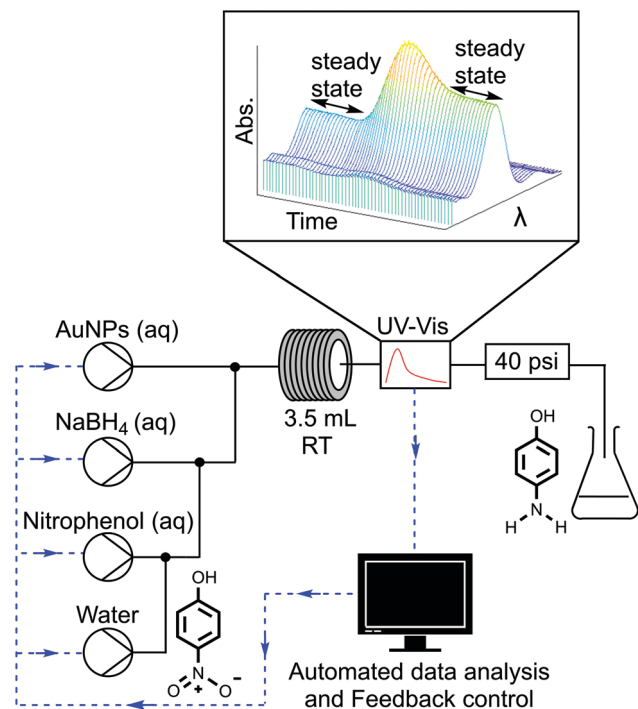 steady
state
steady
state
Abs.
Time
λ
AuNPs (aq)
UV-Vis
40 psi
3.5 mL
RT
NaBH₄ (aq)
OH
N
H
H
Nitrophenol (aq)
Water
OH
N
+
O
O
-
Automated data analysis
and Feedback control